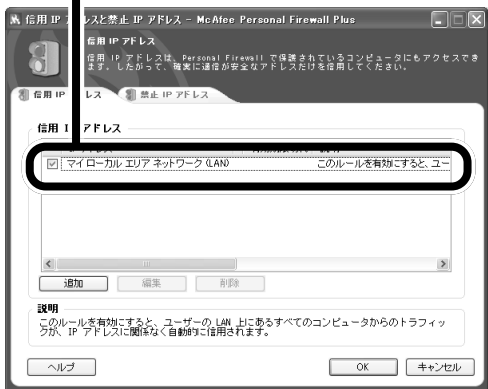 信用 IP アドレスと禁止 IP アドレス - McAfee Personal Firewall Plus
信用 IP アドレス
信用 IP アドレスは、Personal Firewall で保護されているコンピュータにもアクセスでき
ます。したがって、確実に通信が安全なアドレスだけを信用してください。
信用 IP レス
禁止 IP アドレス
信用 I アドレス
マイ ローカル エリア ネットワーク (LAN) このルールを有効にすると、ユー
追加 編集 削除
説明
このルールを有効にすると、ユーザーの LAN 上にあるすべてのコンピュータからのトラフィッ
クが、IP アドレスに関係なく自動的に信用されます。
ヘルプ OK キャンセル